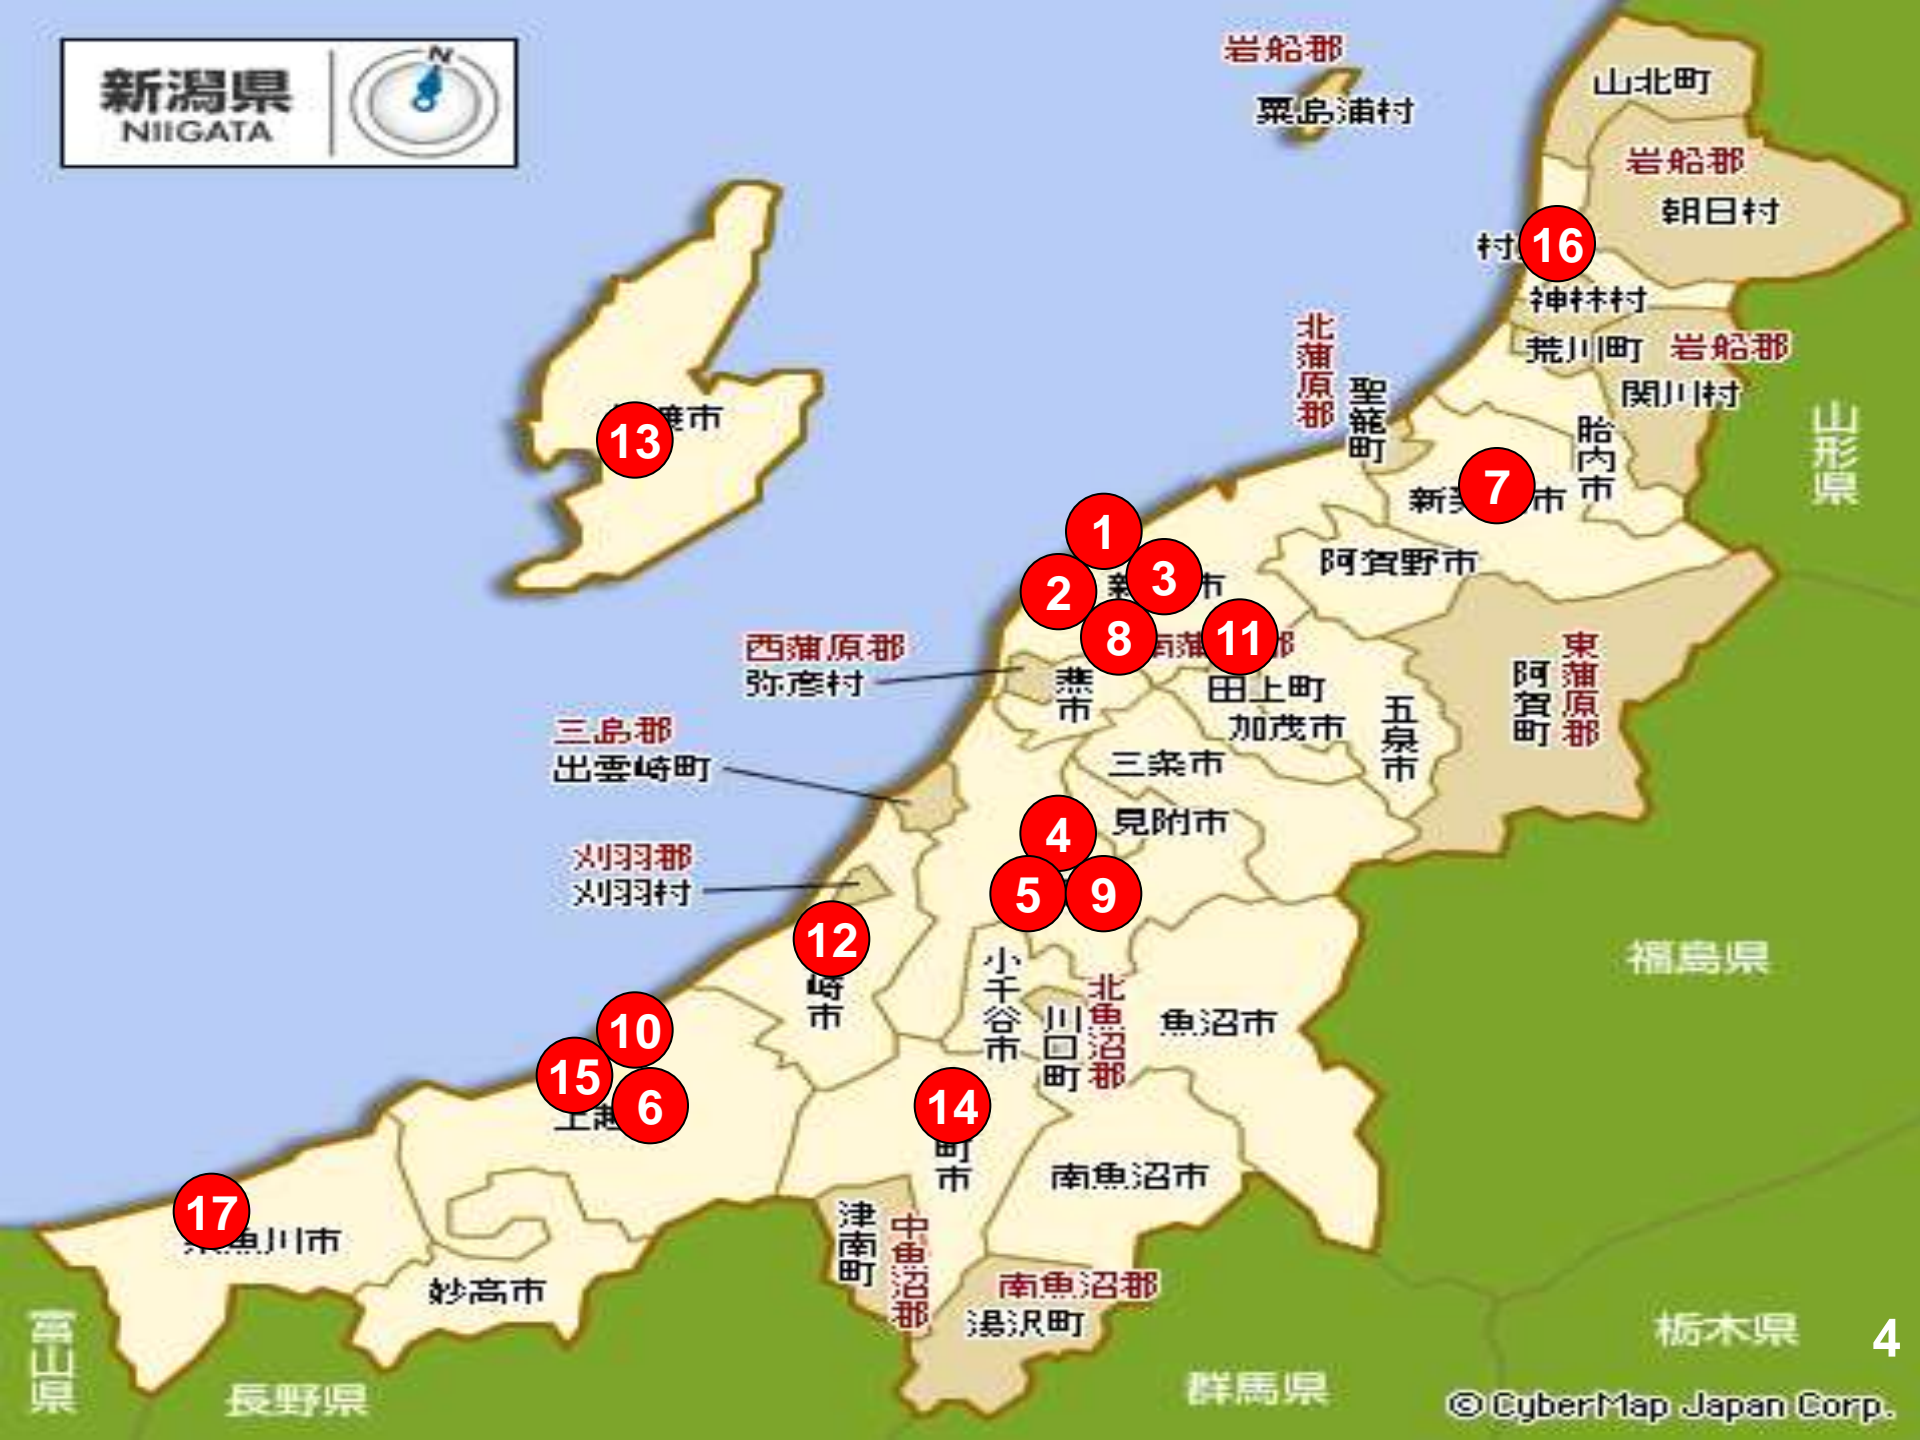 新潟県
NIIGATA
N
岩船郡
粟島浦村
山北町
岩船郡
朝日村
村
16
神林村
荒川町
岩船郡
関川村
北蒲原郡
聖籠町
胎内市
山形県
13
市
7
新
市
1
2
3
市
8
11
阿賀野市
西蒲原郡
弥彦村
燕市
田上町
加茂市
五泉市
東蒲原郡
阿賀町
三島郡
出雲崎町
三条市
見附市
4
5
9
刈羽郡
刈羽村
12
崎市
小千谷市
川口町
北魚沼郡
魚沼市
福島県
10
15
6
上越
14
町市
南魚沼市
17
魚川市
妙高市
津南町
中魚沼郡
南魚沼郡
湯沢町
富山県
長野県
群馬県
栃木県
4
© CyberMap Japan Corp.